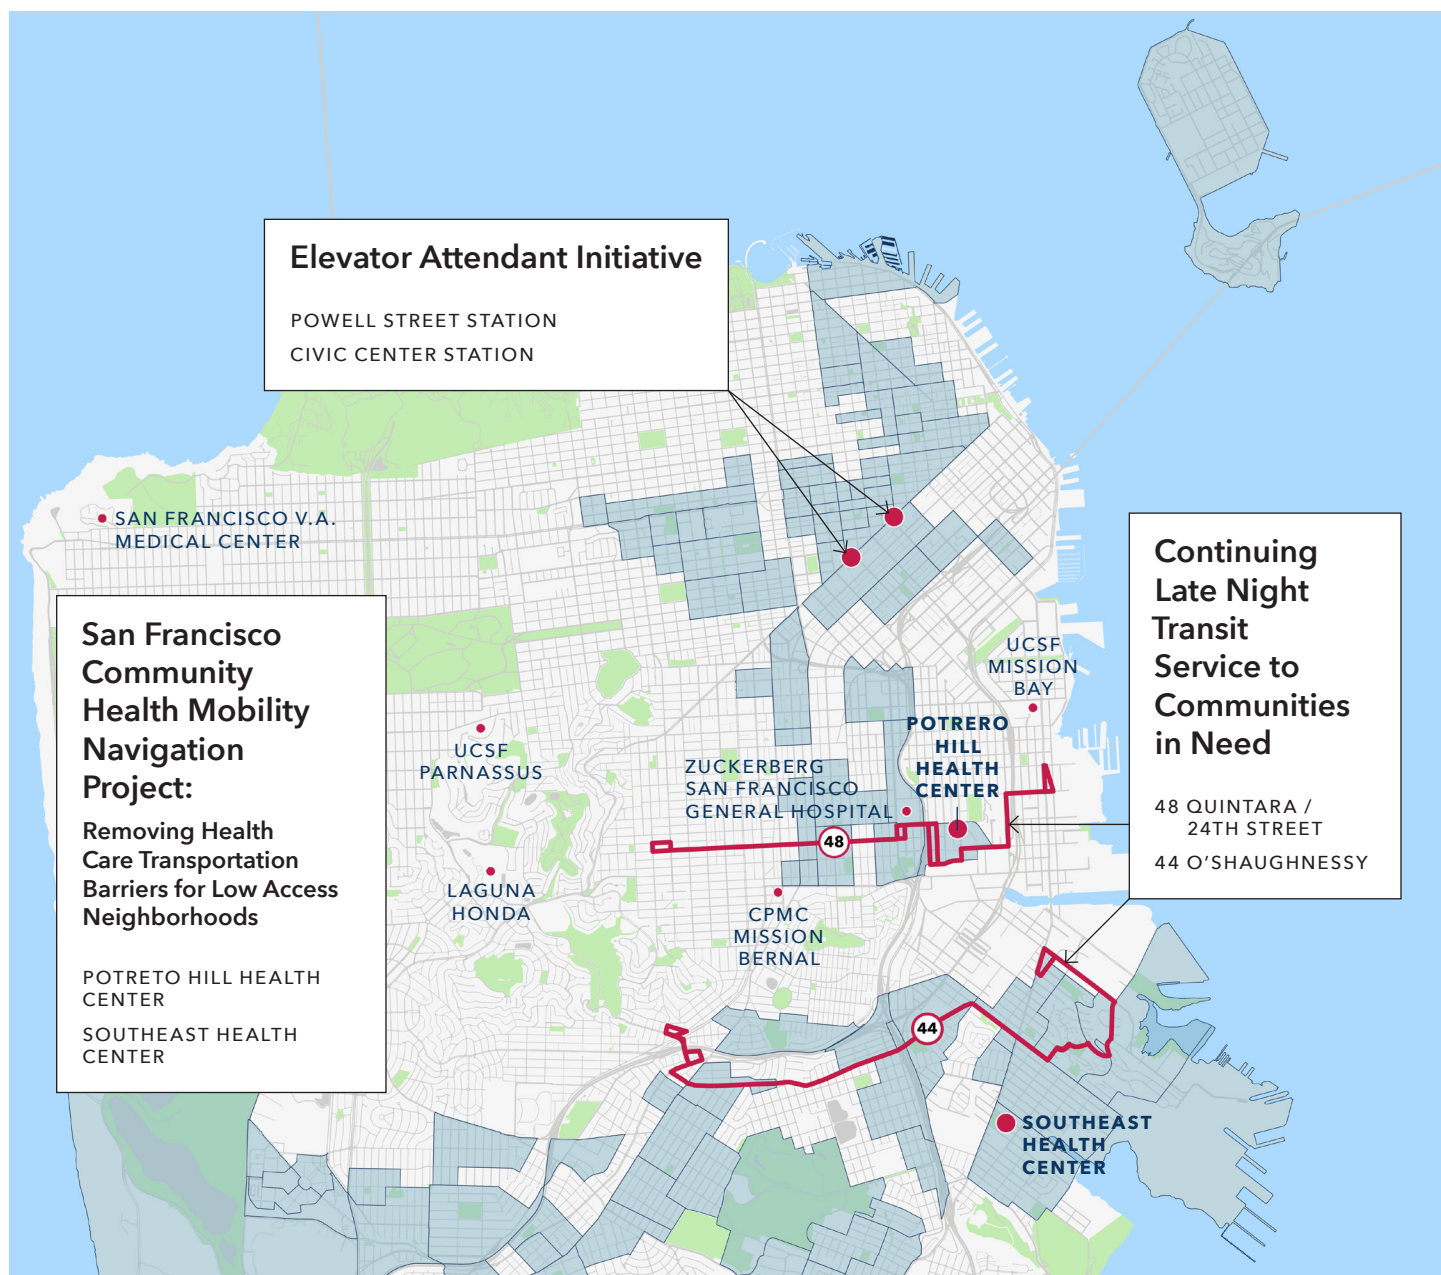 Elevator Attendant Initiative
POWELL STREET STATION
CIVIC CENTER STATION
SAN FRANCISCO V.A.
MEDICAL CENTER
San Francisco
Community
Health Mobility
Navigation
Project:
Removing Health
Care Transportation
Barriers for Low Access
Neighborhoods
POTRETO HILL HEALTH
CENTER
SOUTHEAST HEALTH
CENTER
UCSF
PARNASSUS
LAGUNA
HONDA
ZUCKERBERG
SAN FRANCISCO
GENERAL HOSPITAL
POTRERO
HILL
HEALTH
CENTER
UCSF
MISSION
BAY
48
CPMC
MISSION
BERNAL
44
SOUTHEAST
HEALTH
CENTER
Continuing
Late Night
Transit
Service to
Communities
in Need
48 QUINTARA /
24TH STREET
44 O'SHAUGHNESSY